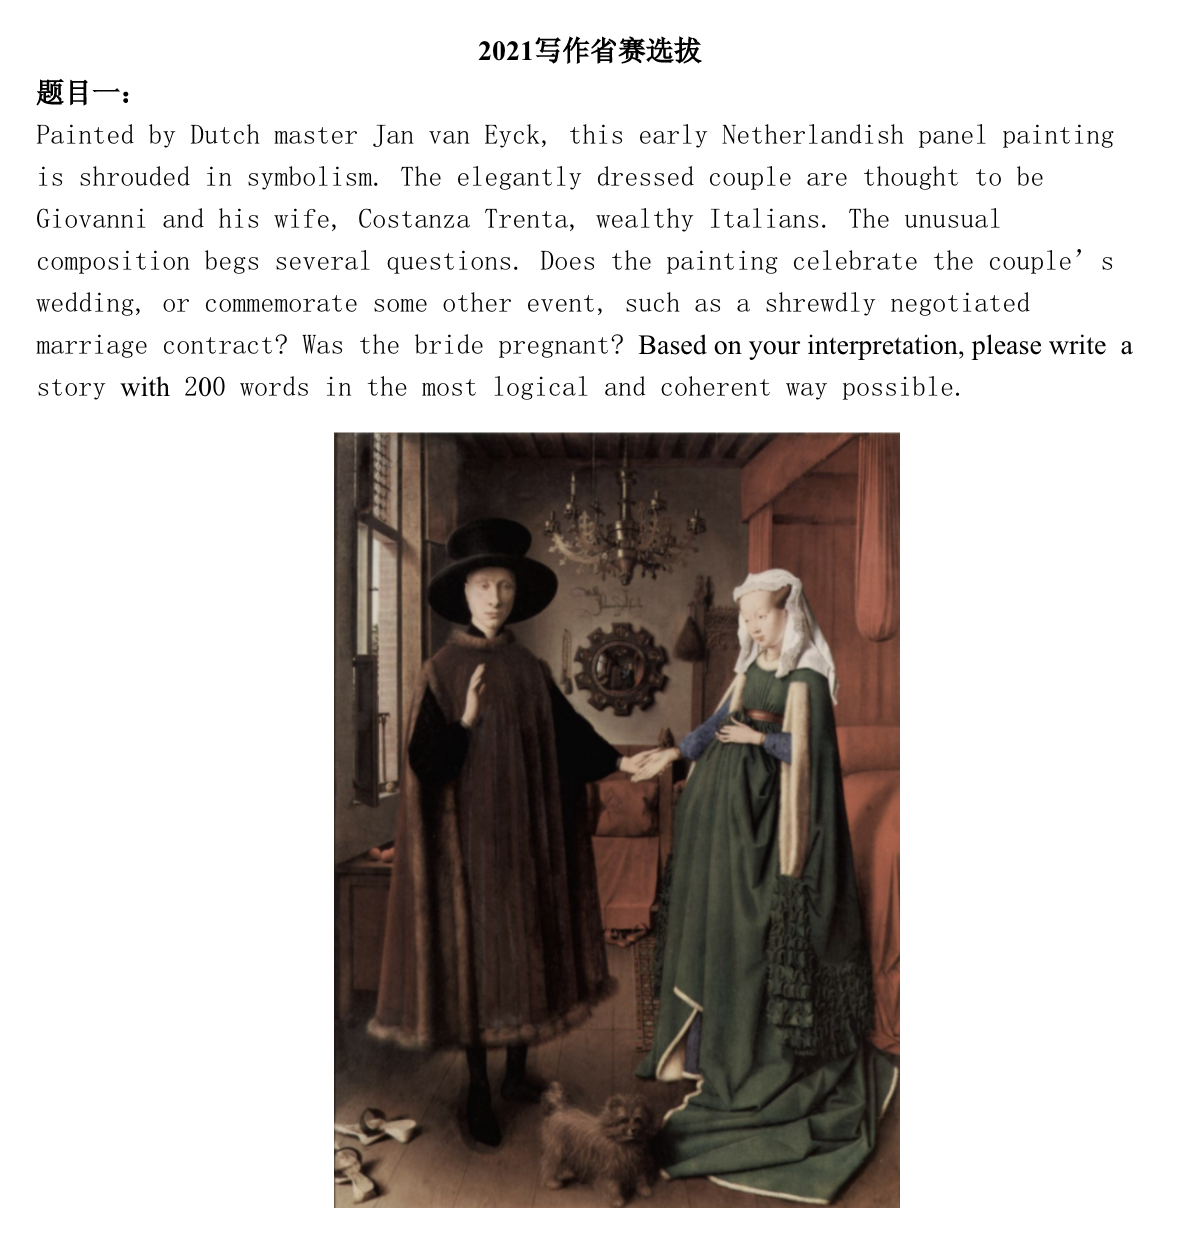 2021写作省赛选拔
题目一：
Painted by Dutch master Jan van Eyck, this early Netherlandish panel painting
is shrouded in symbolism. The elegantly dressed couple are thought to be
Giovanni and his wife, Costanza Trenta, wealthy Italians. The unusual
composition begs several questions. Does the painting celebrate the couple’s
wedding, or commemorate some other event, such as a shrewdly negotiated
marriage contract? Was the bride pregnant? Based on your interpretation, please write a
story with 200 words in the most logical and coherent way possible.